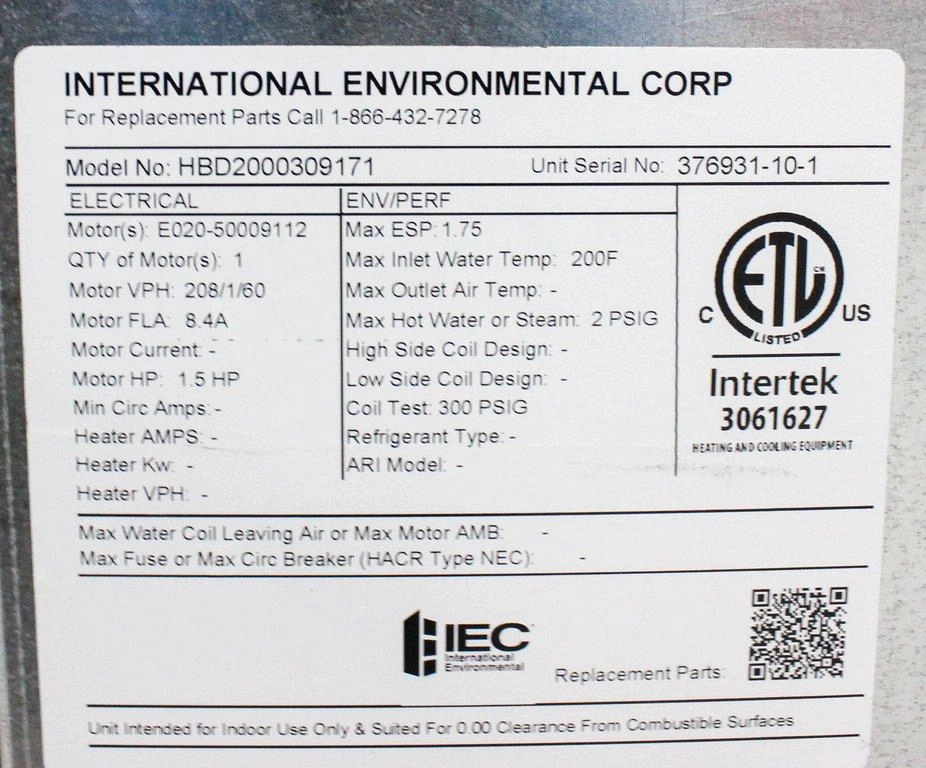 INTERNATIONAL ENVIRONMENTAL CORP
For Replacement Parts Call 1-866-432-7278
Model No: HBD2000309171 Unit Serial No: 376931-10-1
ELECTRICAL
Motor(s): E020-50009112
QTY of Motor(s): 1
Motor VPH: 208/1/60
Motor FLA: 8.4A
Motor Current: -
Motor HP: 1.5 HP
Min Circ Amps: -
Heater AMPS: -
Heater Kw: -
Heater VPH: -
ENV/PERF
Max ESP: 1.75
Max Inlet Water Temp: 200F
Max Outlet Air Temp: -
Max Hot Water or Steam: 2 PSIG
High Side Coil Design: -
Low Side Coil Design: -
Coil Test: 300 PSIG
Refrigerant Type: -
ARI Model: -
ETL CM
C US
LISTED
Intertek
3061627
HEATING AND COOLING EQUIPMENT
Max Water Coil Leaving Air or Max Motor AMB: -
Max Fuse or Max Circ Breaker (HACR Type NEC): -
IEC
International
Environmental
Replacement Parts:
Unit Intended for Indoor Use Only & Suited For 0.00 Clearance From Combustible Surfaces